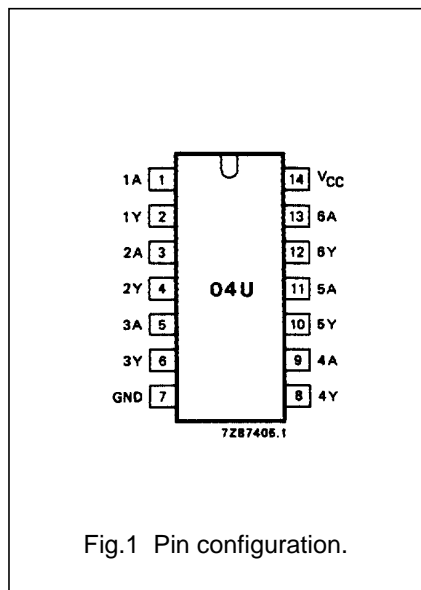 1A 1 14 VCC
1Y 2 13 6A
2A 3 12 6Y
2Y 4 04U 11 5A
3A 5 10 5Y
3Y 6 9 4A
GND 7 8 4Y
7Z87405.1
Fig.1 Pin configuration.